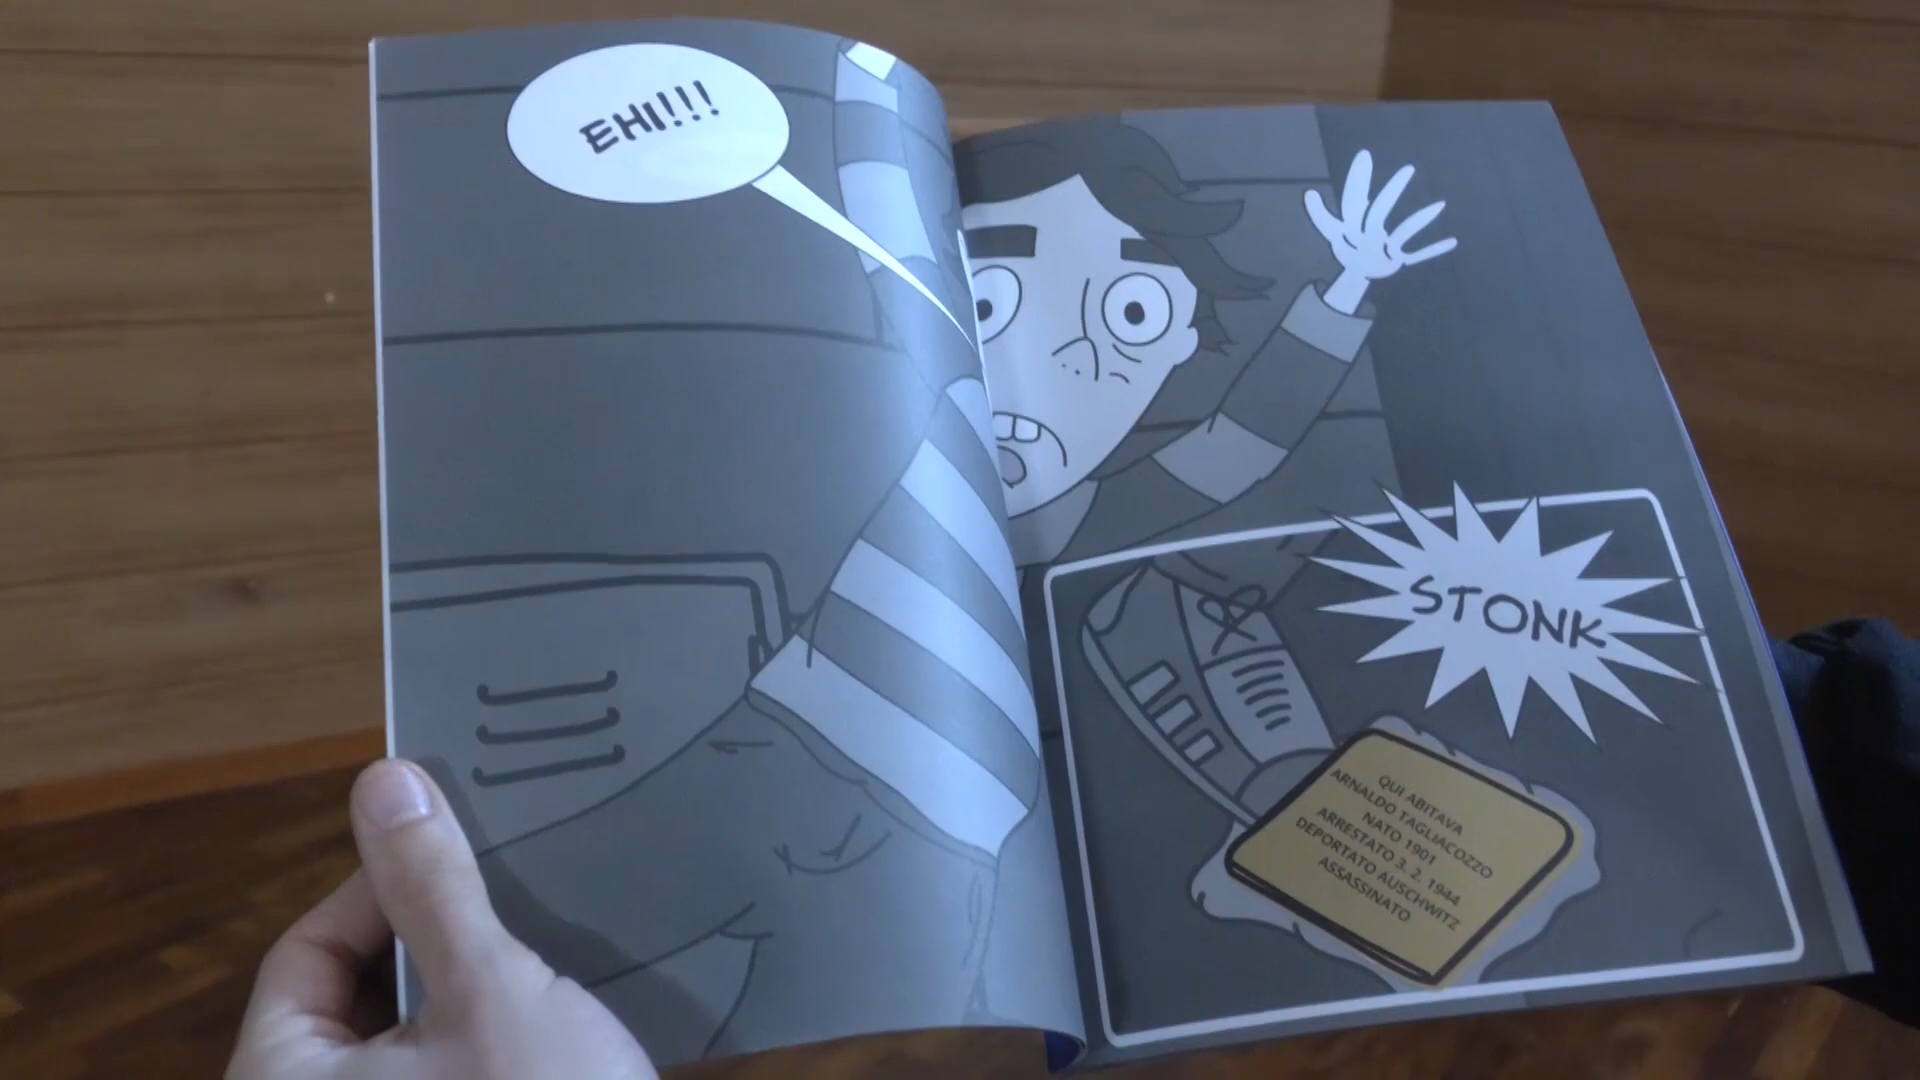 EHI!!!
STONK
QUI ABITAVA
ARNALDO TAGLIACOZZO
NATO 1901
ARRESTATO 3. 2. 1944
DEPORTATO AUSCHWITZ
ASSASSINATO